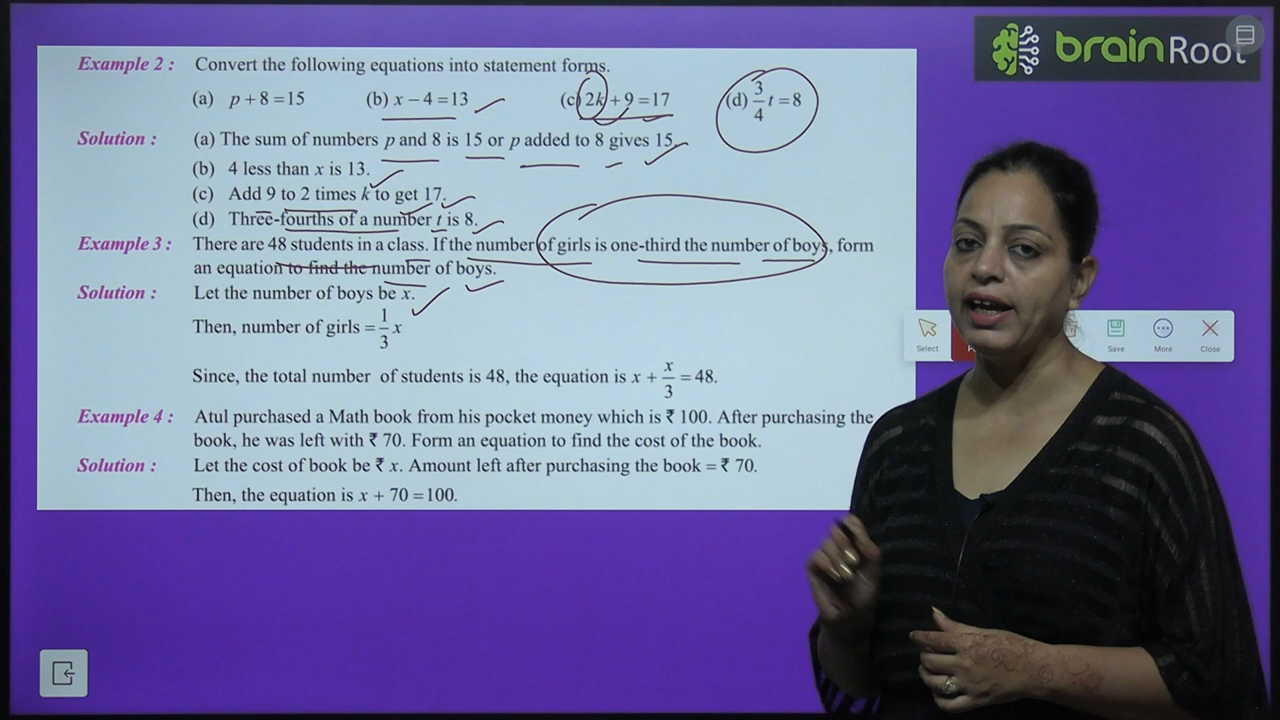 brainRoot
Example 2 : Convert the following equations into statement forms.
(a) p + 8 = 15 (b) x − 4 = 13 (c) 2k + 9 = 17 (d) 3/4 t = 8
Solution : (a) The sum of numbers p and 8 is 15 or p added to 8 gives 15.
(b) 4 less than x is 13.
(c) Add 9 to 2 times k to get 17.
(d) Three-fourths of a number t is 8.
Example 3 : There are 48 students in a class. If the number of girls is one-third the number of boys, form
an equation to find the number of boys.
Solution : Let the number of boys be x.
Then, number of girls = 1/3 x
Since, the total number of students is 48, the equation is x + x/3 = 48.
Example 4 : Atul purchased a Math book from his pocket money which is ₹ 100. After purchasing the
book, he was left with ₹ 70. Form an equation to find the cost of the book.
Solution : Let the cost of book be ₹ x. Amount left after purchasing the book = ₹ 70.
Then, the equation is x + 70 = 100.
Select Save More Close